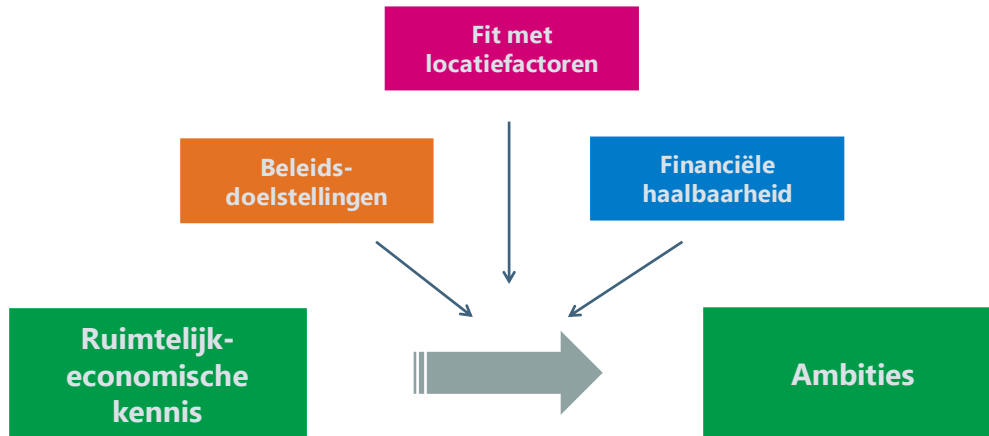 Fit met
locatiefactoren
Beleids-
doelstellingen
Financiële
haalbaarheid
Ruimtelijk-
economische
kennis
Ambities